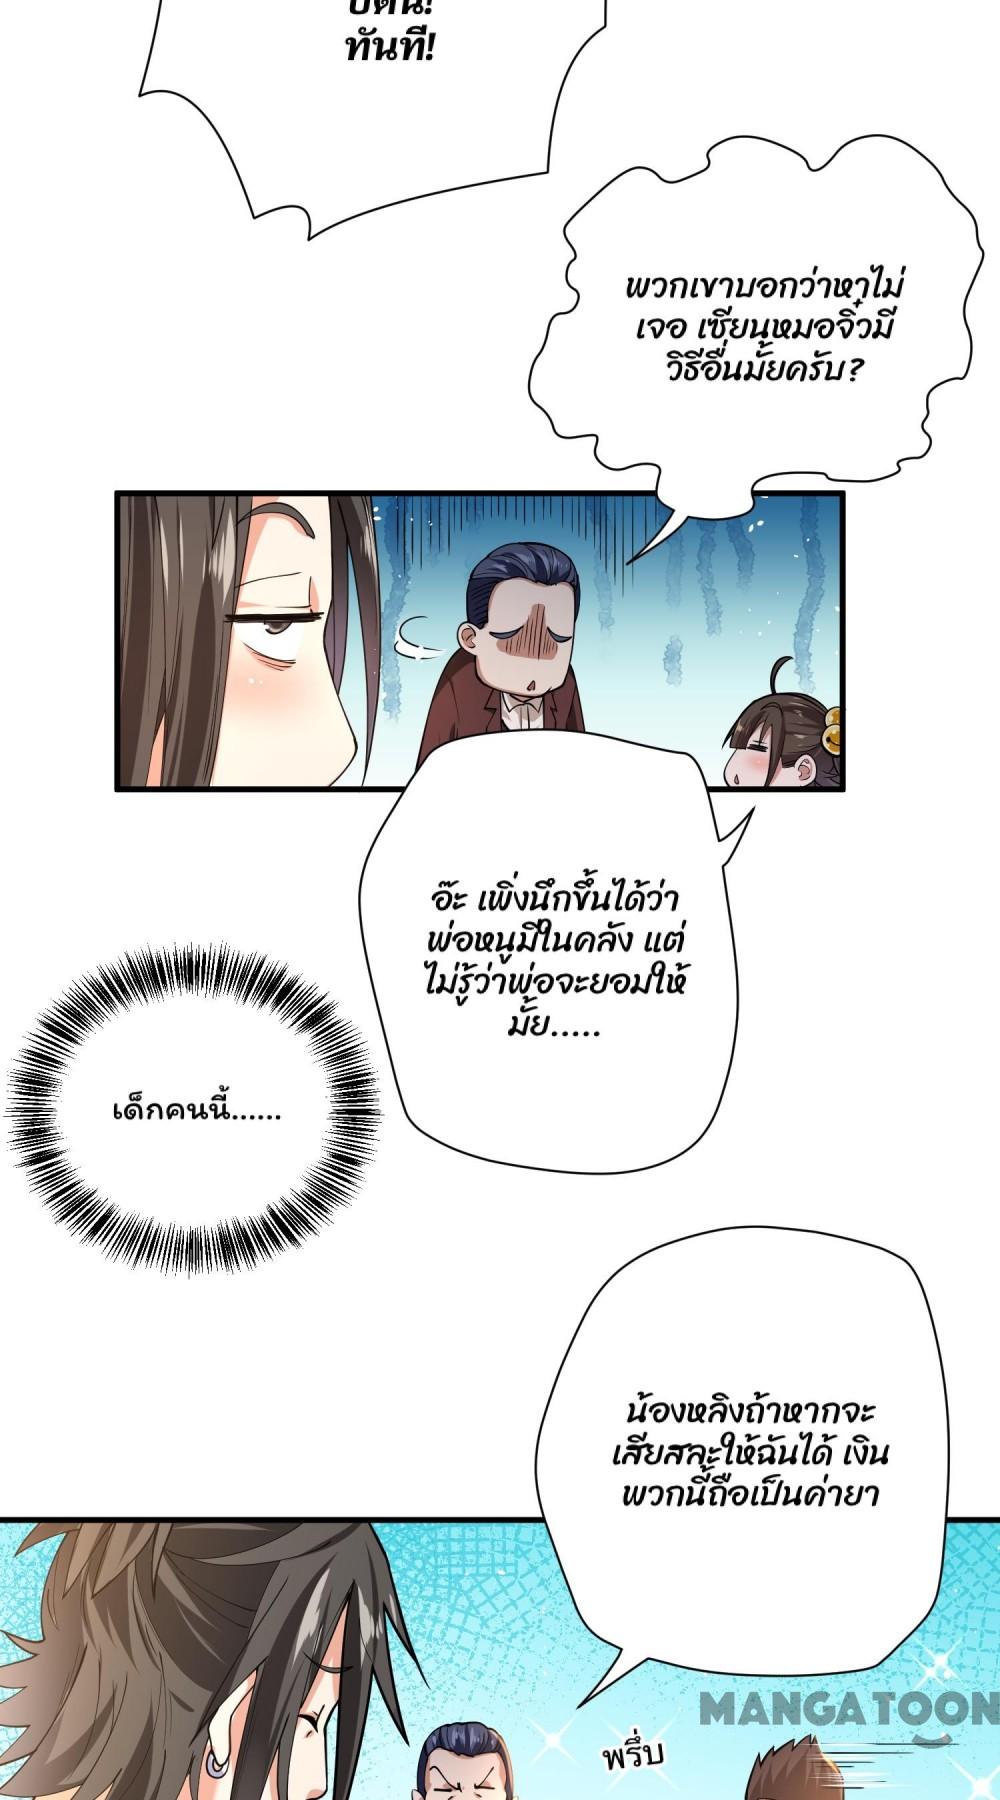 ทันที!
พวกเขาบอกว่าหาไม่
เจอ เซียนหมอจิ๋วมี
วิธีอื่นมั้ยครับ?
อ๊ะ เพิ่งนึกขึ้นได้ว่า
พ่อหนูมีในคลัง แต่
ไม่รู้ว่าพ่อจะยอมให้
มั้ย.....
เด็กคนนี้......
น้องหลิงถ้าหากจะ
เสียสละให้ฉันได้ เงิน
พวกนี้ถือเป็นค่ายา
MANGATOON
พรึ่บ